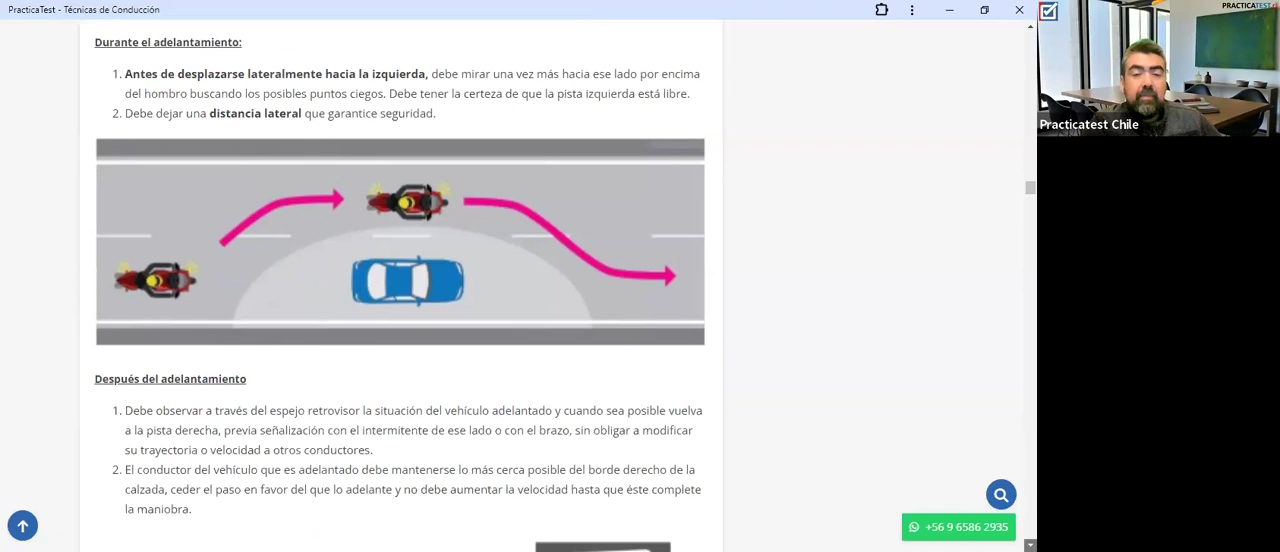 PracticaTest - Técnicas de Conducción
PRACTICATEST
Durante el adelantamiento:
1. Antes de desplazarse lateralmente hacia la izquierda, debe mirar una vez más hacia ese lado por encima
del hombro buscando los posibles puntos ciegos. Debe tener la certeza de que la pista izquierda está libre.
2. Debe dejar una distancia lateral que garantice seguridad.
Practicatest Chile
Después del adelantamiento
1. Debe observar a través del espejo retrovisor la situación del vehículo adelantado y cuando sea posible vuelva
a la pista derecha, previa señalización con el intermitente de ese lado o con el brazo, sin obligar a modificar
su trayectoria o velocidad a otros conductores.
2. El conductor del vehículo que es adelantado debe mantenerse lo más cerca posible del borde derecho de la
calzada, ceder el paso en favor del que lo adelante y no debe aumentar la velocidad hasta que éste complete
la maniobra.
+56 9 6586 2935